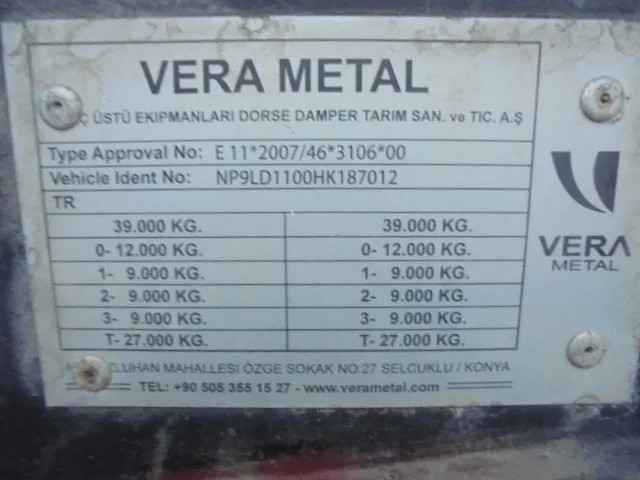 VERA METAL
Ç ÜSTÜ EKİPMANLARI DORSE DAMPER TARIM SAN. ve TIC. A.Ş
Type Approval No: E 11*2007/46*3106*00
Vehicle Ident No: NP9LD1100HK187012
TR
39.000 KG. 39.000 KG.
0- 12.000 KG. 0- 12.000 KG.
1- 9.000 KG. 1- 9.000 KG.
2- 9.000 KG. 2- 9.000 KG.
3- 9.000 KG. 3- 9.000 KG.
T- 27.000 KG. T- 27.000 KG.
MAHALLESİ ÖZGE SOKAK NO:27 SELCUKLU / KONYA
TEL: +90 505 355 15 27 - www.verametal.com
VERA
METAL